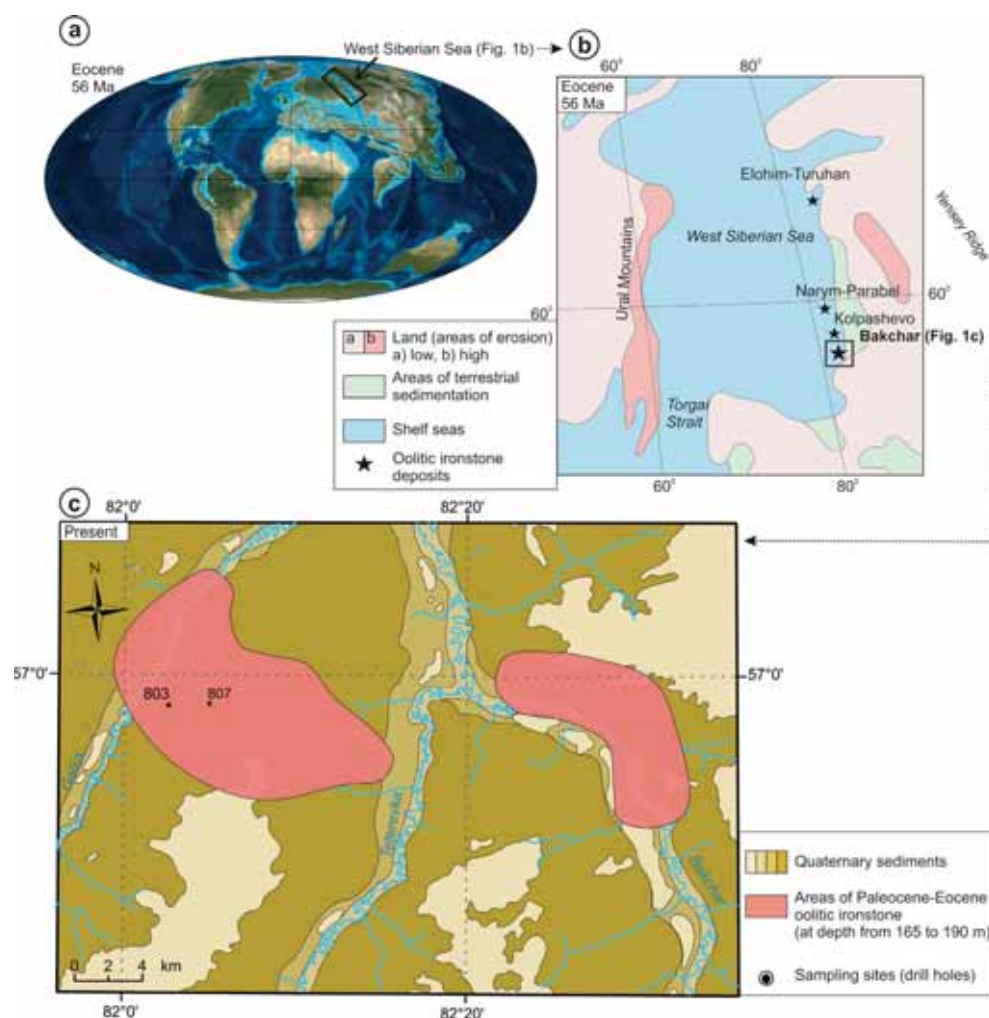 a
West Siberian Sea (Fig. 1b)
b
Eocene
56 Ma
60°
80°
Eocene
56 Ma
Elohim-Turuhan
Yenisey Ridge
West Siberian Sea
Ural Mountains
60°
Narym-Parabel
60°
Kolpashevo
Bakchar (Fig. 1c)
Torgai
Strait
60°
80°
a b Land (areas of erosion)
a) low, b) high
Areas of terrestrial
sedimentation
Shelf seas
Oolitic ironstone
deposits
c
82°0'
82°20'
Present
N
57°0'
57°0'
803
807
Bakchar
0 2 4 km
82°0'
82°20'
Quaternary sediments
Areas of Paleocene-Eocene
oolitic ironstone
(at depth from 165 to 190 m)
Sampling sites (drill holes)